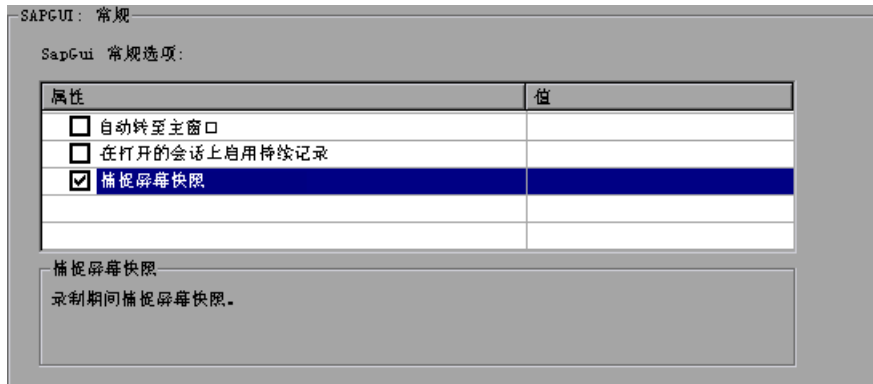 SAPGUI: 常规
SapGui 常规选项:
属性 值
自动转至主窗口
在打开的会话上启用持续记录
捕捉屏幕快照
捕捉屏幕快照
录制期间捕捉屏幕快照。